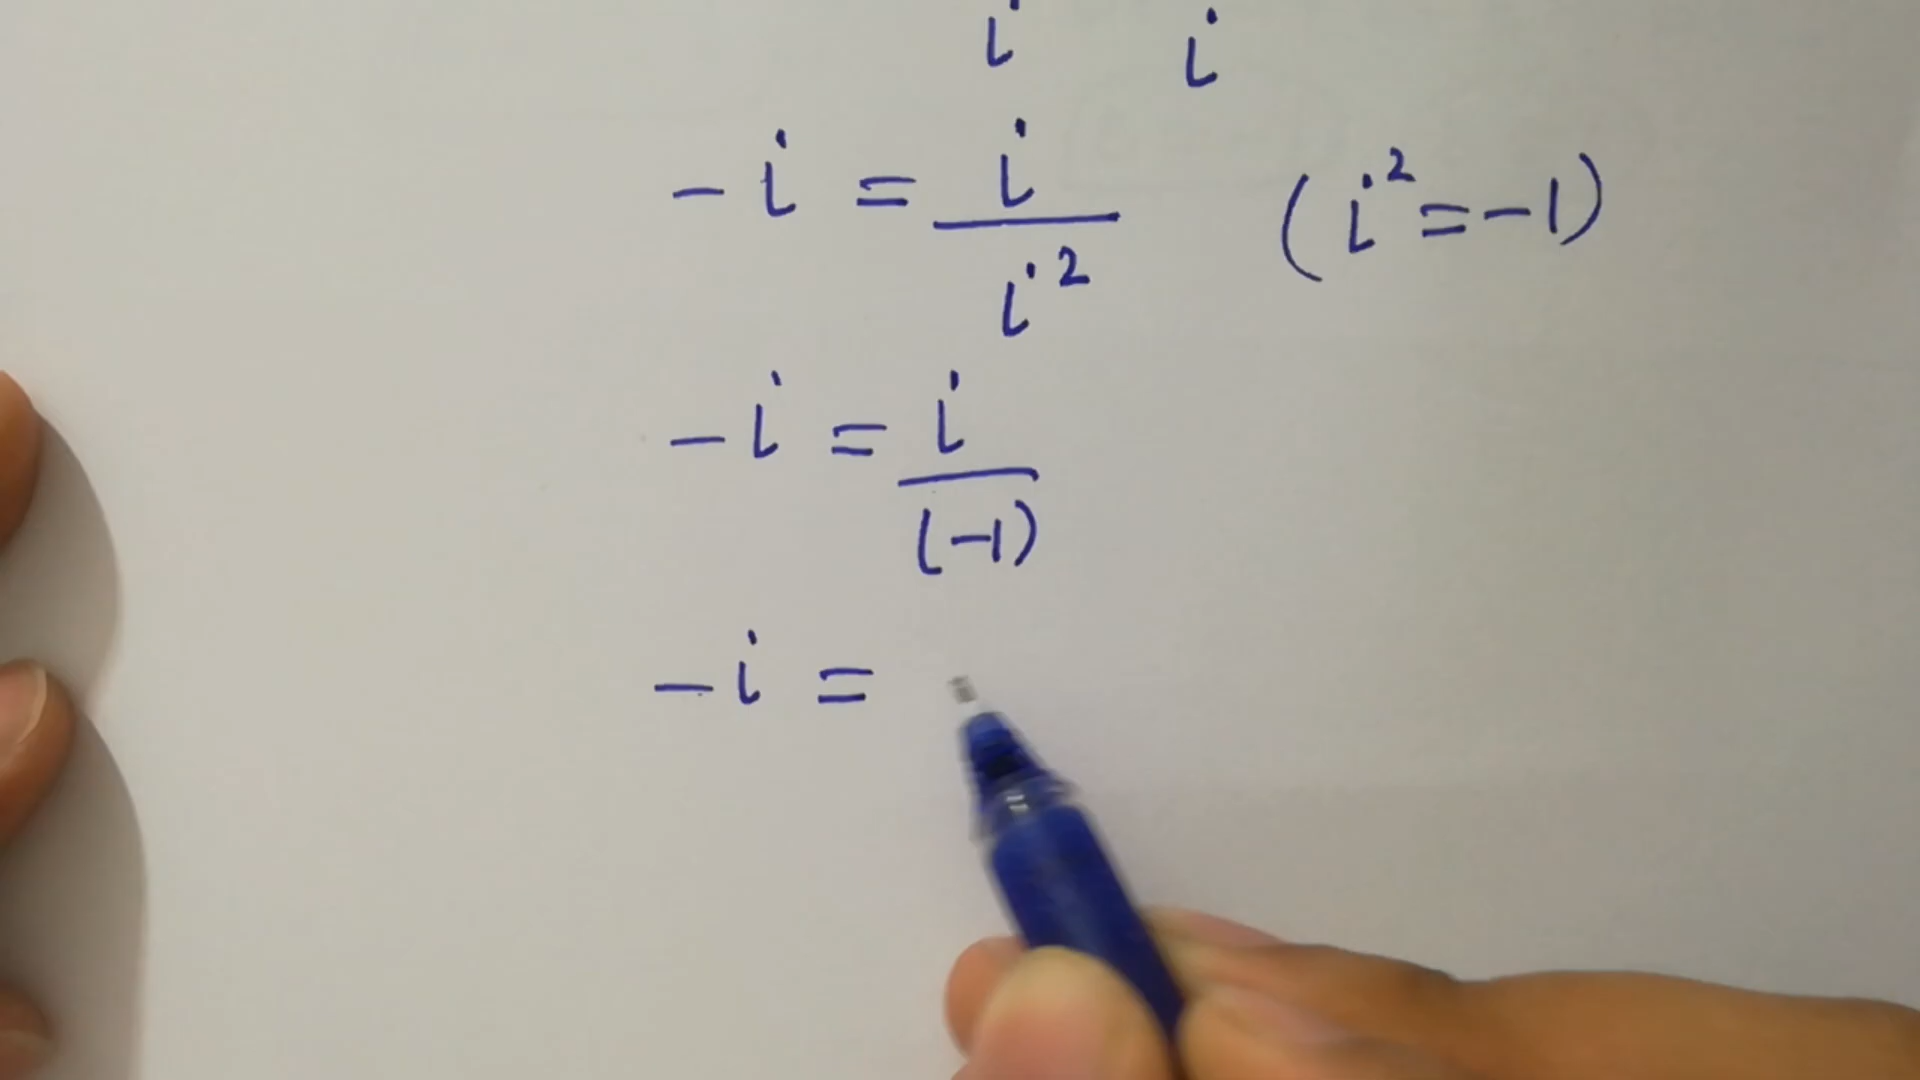 i i
-i = i/i² (i² = -1)
-i = i/(-1)
-i =